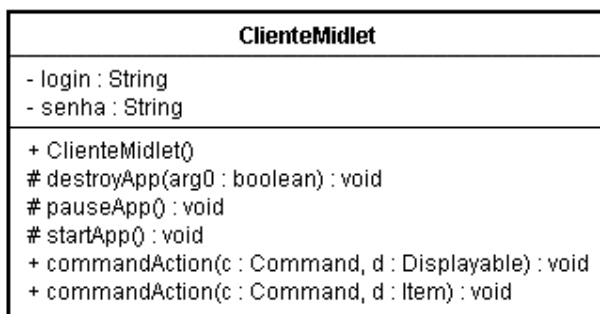 ClienteMidlet
- login : String
- senha : String
+ ClienteMidlet()
# destroyApp(arg0 : boolean) : void
# pauseApp() : void
# startApp() : void
+ commandAction(c : Command, d : Displayable) : void
+ commandAction(c : Command, d : Item) : void